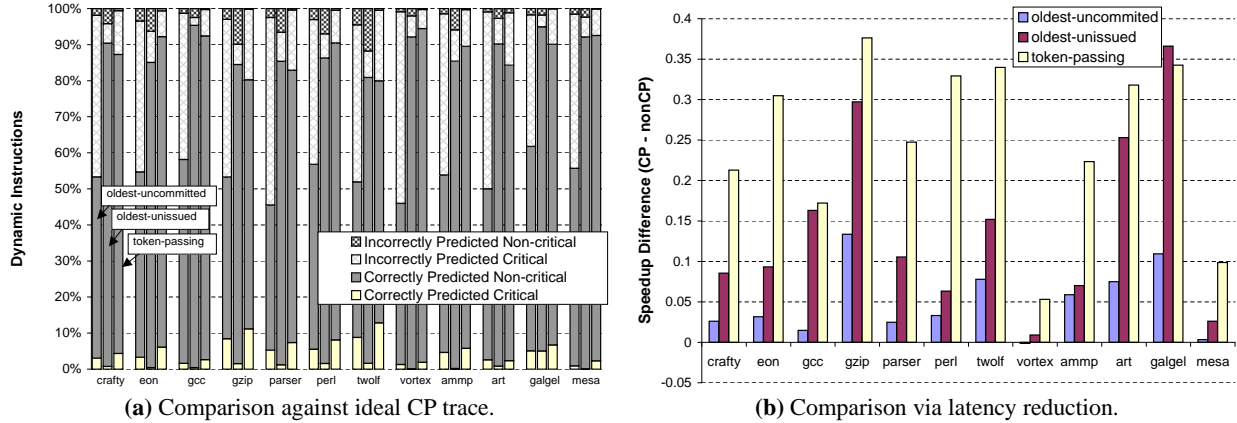 100%
90%
80%
70%
60%
50%
40%
30%
20%
10%
0%
Dynamic Instructions
oldest-uncommitted
oldest-unissued
token-passing
Incorrectly Predicted Non-critical
Incorrectly Predicted Critical
Correctly Predicted Non-critical
Correctly Predicted Critical
crafty eon gcc gzip parser perl twolf vortex ammp art galgel mesa
(a) Comparison against ideal CP trace.
0.4
0.35
0.3
0.25
0.2
0.15
0.1
0.05
0
-0.05
Speedup Difference (CP - nonCP)
oldest-uncommited
oldest-unissued
token-passing
crafty eon gcc gzip parser perl twolf vortex ammp art galgel mesa
(b) Comparison via latency reduction.